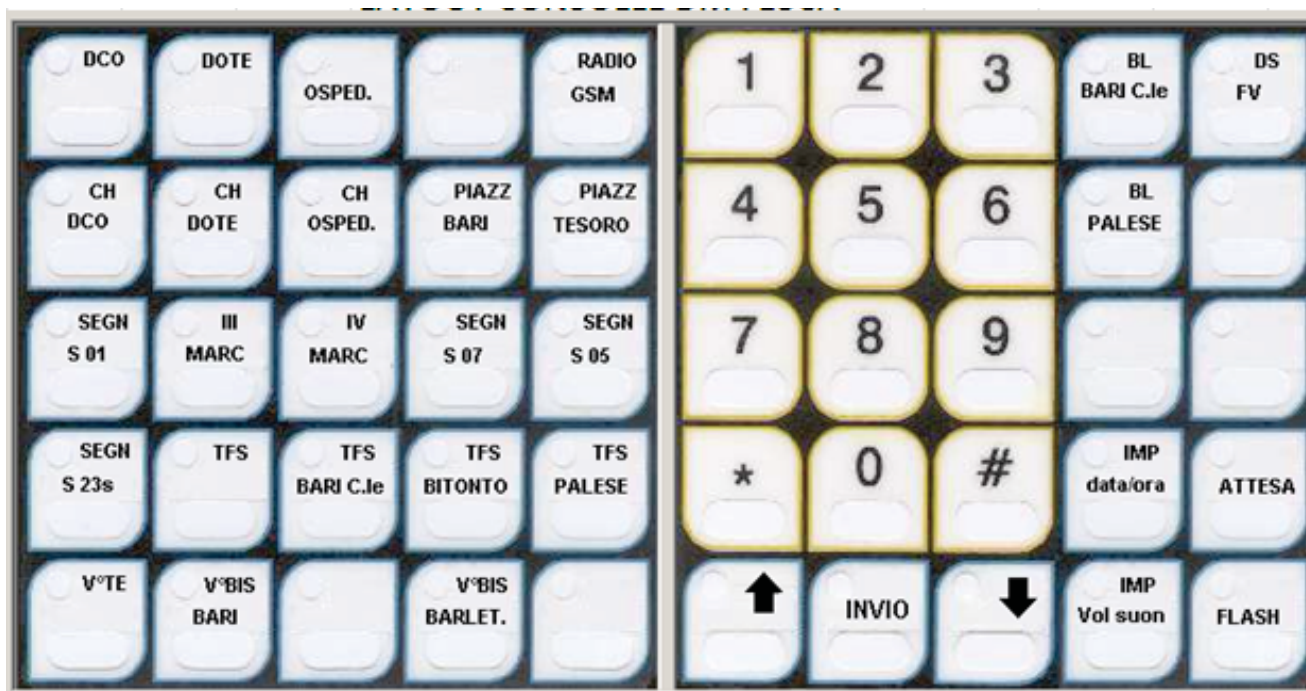 DCO
DOTE
OSPED.
RADIO
GSM
CH
DCO
CH
DOTE
CH
OSPED.
PIAZZ
BARI
PIAZZ
TESORO
SEGN
S 01
III
MARC
IV
MARC
SEGN
S 07
SEGN
S 05
SEGN
S 23s
TFS
TFS
BARI C.le
TFS
BITONTO
TFS
PALESE
V°TE
V°BIS
BARI
V°BIS
BARLET.
1
2
3
BL
BARI C.le
DS
FV
4
5
6
BL
PALESE
7
8
9
*
0
#
IMP
data/ora
ATTESA
INVIO
IMP
Vol suon
FLASH